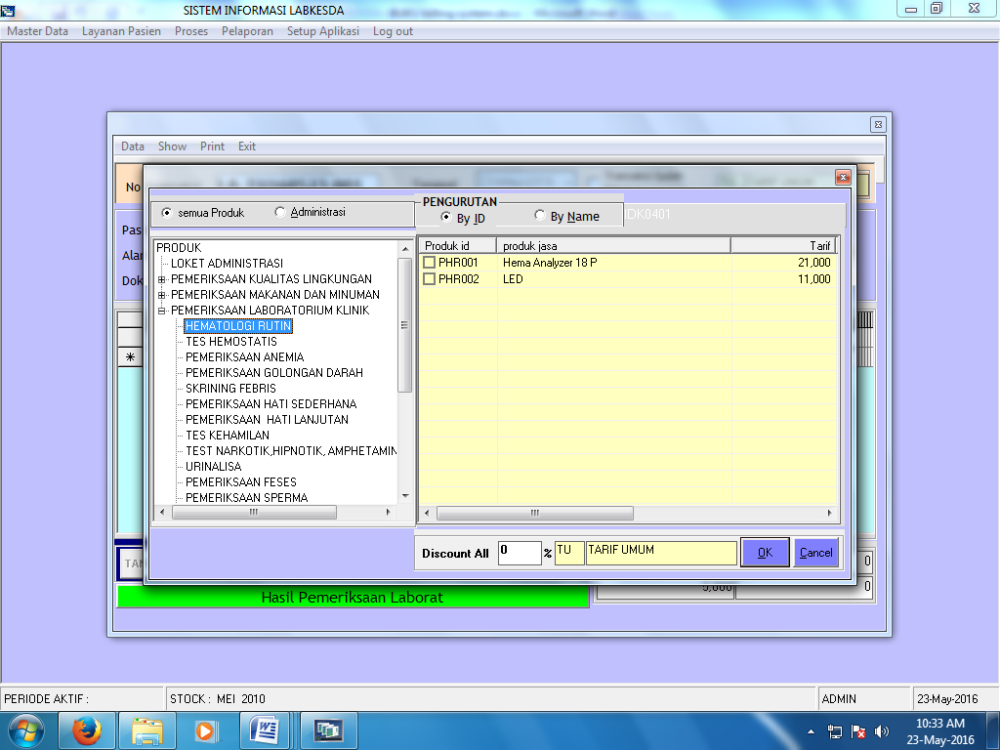 SISTEM INFORMASI LABKESDA
Master Data Layanan Pasien Proses Pelaporan Setup Aplikasi Log out
Data Show Print Exit
No
semua Produk Administrasi
PENGURUTAN
By ID By Name
DK0401
Pas
Alar
Dok
PRODUK
LOKET ADMINISTRASI
PEMERIKSAAN KUALITAS LINGKUNGAN
PEMERIKSAAN MAKANAN DAN MINUMAN
PEMERIKSAAN LABORATORIUM KLINIK
HEMATOLOGI RUTIN
TES HEMOSTATIS
PEMERIKSAAN ANEMIA
PEMERIKSAAN GOLONGAN DARAH
SKRINING FEBRIS
PEMERIKSAAN HATI SEDERHANA
PEMERIKSAAN HATI LANJUTAN
TES KEHAMILAN
TEST NARKOTIK,HIPNOTIK, AMPHETAMIN
URINALISA
PEMERIKSAAN FESES
PEMERIKSAAN SPERMA
Produk id produk jasa Tarif
PHR001 Hema Analyzer 18 P 21,000
PHR002 LED 11,000
Discount All 0 % TU TARIF UMUM OK Cancel
TAN 0
Hasil Pemeriksaan Laborat 5,000 0
PERIODE AKTIF : STOCK : MEI 2010 ADMIN 23-May-2016
10:33 AM
23-May-2016